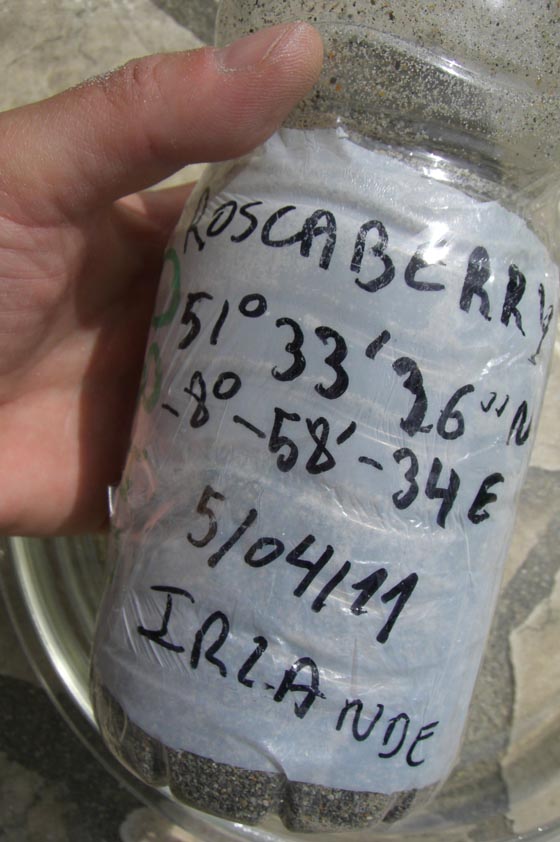 ROSCABERRY
51° 33' 26" N
-8° -58' -34 E
5/04/11
IRLANDE